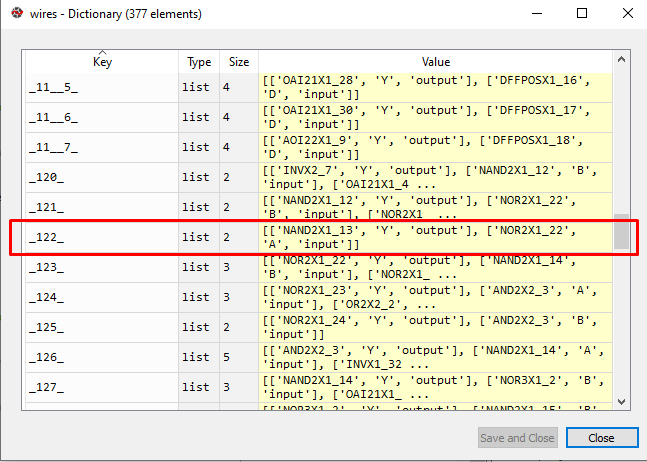 wires - Dictionary (377 elements)
Key Type Size Value
_11__5_ list 4 [['OAI21X1_28', 'Y', 'output'], ['DFFPOSX1_16',
'D', 'input']]
_11__6_ list 4 [['OAI21X1_30', 'Y', 'output'], ['DFFPOSX1_17',
'D', 'input']]
_11__7_ list 4 [['AOI22X1_9', 'Y', 'output'], ['DFFPOSX1_18',
'D', 'input']]
_120_ list 2 [['INVX2_7', 'Y', 'output'], ['NAND2X1_12', 'B',
'input'], ['OAI21X1_4 ...
_121_ list 2 [['NAND2X1_12', 'Y', 'output'], ['NOR2X1_22',
'B', 'input'], ['NOR2X1_ ...
_122_ list 2 [['NAND2X1_13', 'Y', 'output'], ['NOR2X1_22',
'A', 'input']]
_123_ list 3 [['NOR2X1_22', 'Y', 'output'], ['NAND2X1_14',
'B', 'input'], ['NOR2X1_ ...
_124_ list 3 [['NOR2X1_23', 'Y', 'output'], ['AND2X2_3', 'A',
'input'], ['OR2X2_2', ...
_125_ list 2 [['NOR2X1_24', 'Y', 'output'], ['AND2X2_3', 'B',
'input']]
_126_ list 5 [['AND2X2_3', 'Y', 'output'], ['NAND2X1_14', 'A',
'input'], ['INVX1_32 ...
_127_ list 3 [['NAND2X1_14', 'Y', 'output'], ['NOR3X1_2', 'B',
'input'], ['OAI21X1_ ...
[['NOR3X1_2', 'Y', 'output'], ['NAND2X1_15', 'B',
Save and Close Close